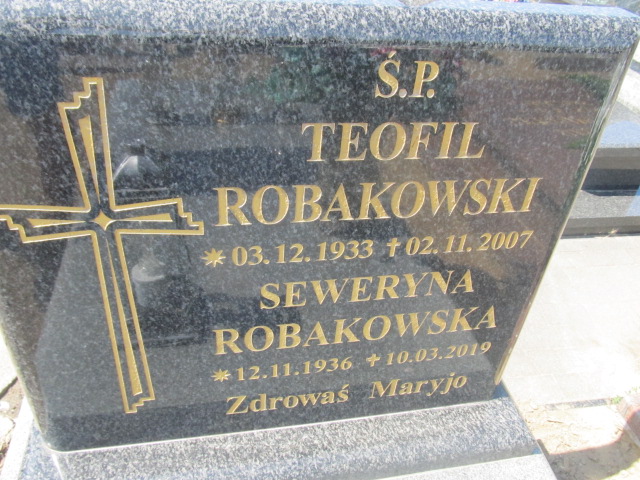 Ś.P.
TEOFIL
ROBAKOWSKI
✷ 03.12.1933 ✝ 02.11.2007
SEWERYNA
ROBAKOWSKA
✷ 12.11.1936 ✝ 10.03.2019
Zdrowaś Maryjo